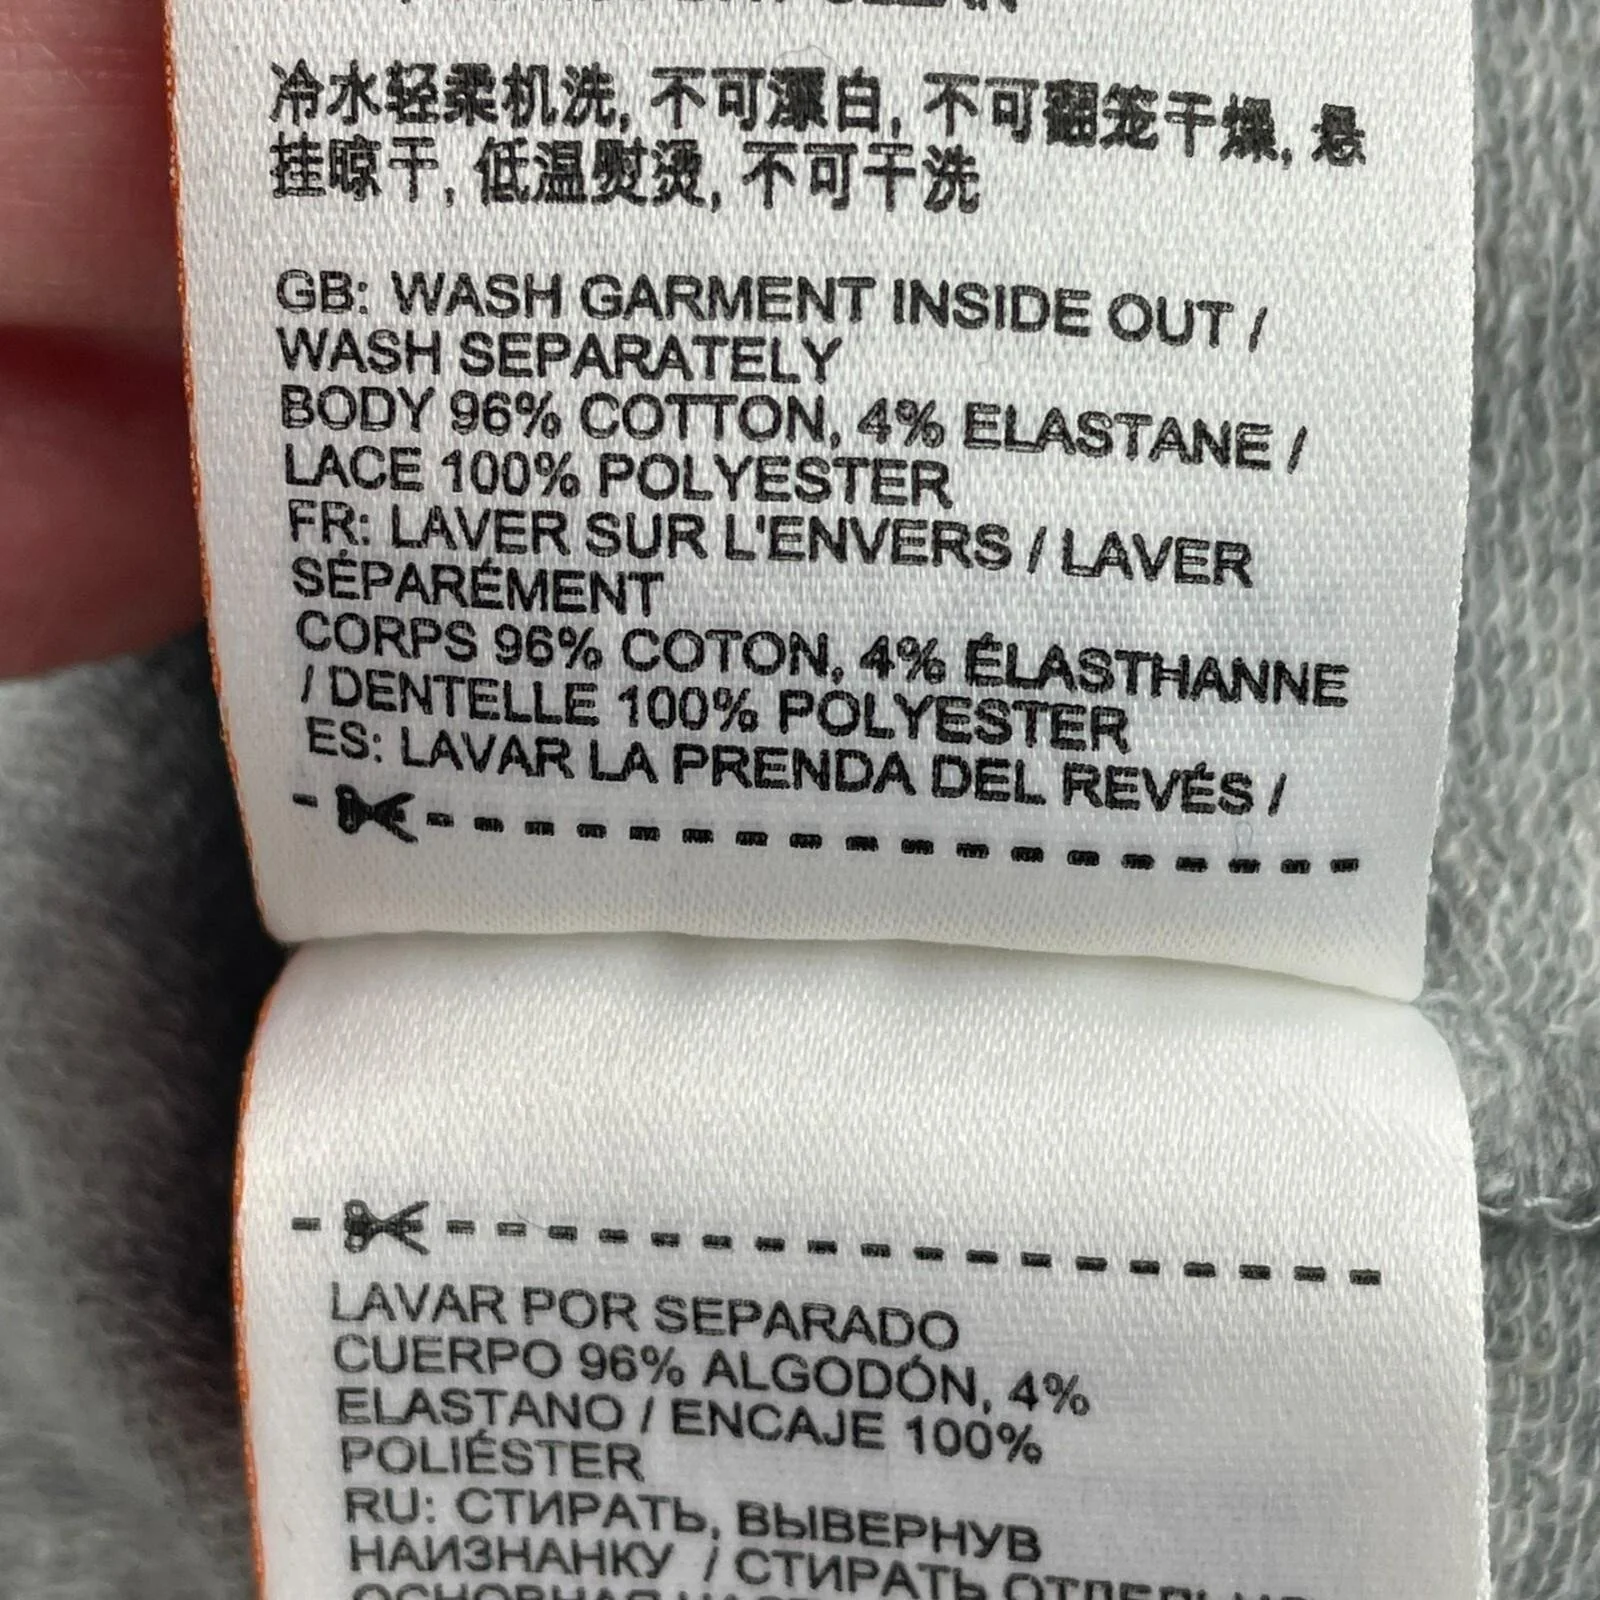 冷水轻柔机洗, 不可漂白, 不可翻笼干燥, 悬
挂晾干, 低温熨烫, 不可干洗
GB: WASH GARMENT INSIDE OUT /
WASH SEPARATELY
BODY 96% COTTON, 4% ELASTANE /
LACE 100% POLYESTER
FR: LAVER SUR L'ENVERS / LAVER
SÉPARÉMENT
CORPS 96% COTON, 4% ÉLASTHANNE
/ DENTELLE 100% POLYESTER
ES: LAVAR LA PRENDA DEL REVÉS /
LAVAR POR SEPARADO
CUERPO 96% ALGODÓN, 4%
ELASTANO / ENCAJE 100%
POLIÉSTER
RU: СТИРАТЬ, ВЫВЕРНУВ
НАИЗНАНКУ / СТИРАТЬ ОТДЕЛЬНО